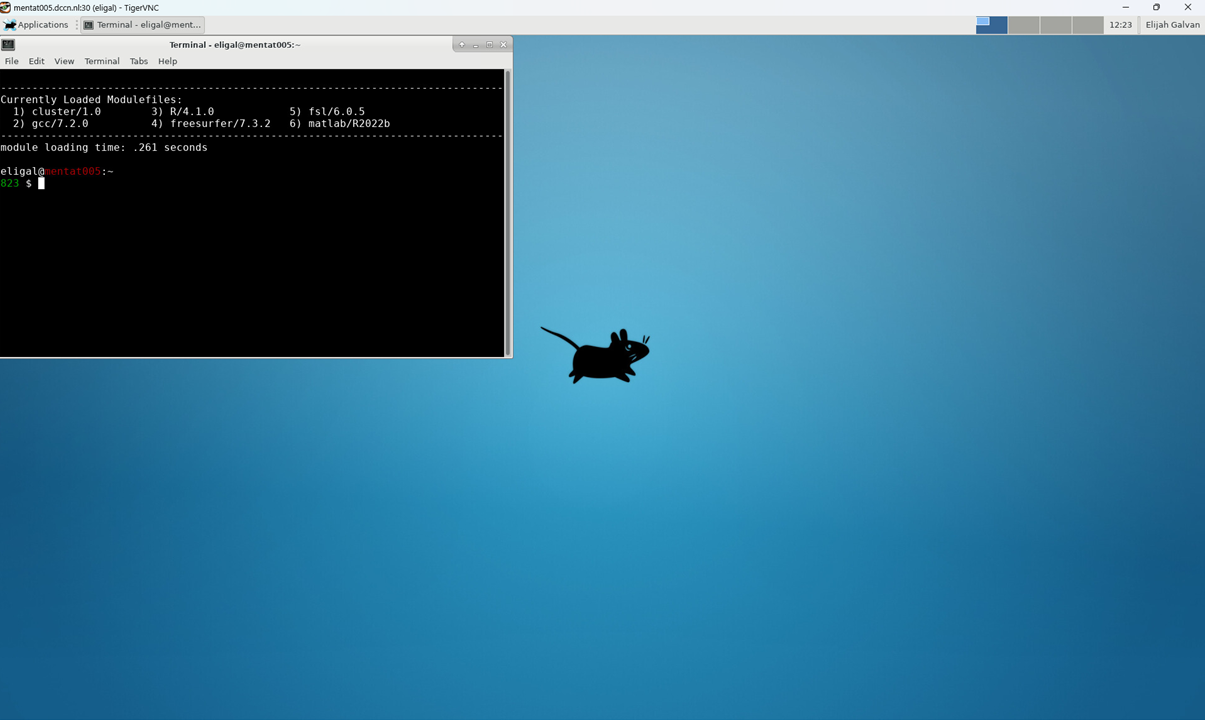 mentat005.dccn.nl:30 (eligal) - TigerVNC
Applications
Terminal - eligal@ment...
12:23
Elijah Galvan
Terminal - eligal@mentat005:~
File Edit View Terminal Tabs Help
--------------------------------------------------------------------------------
Currently Loaded Modulefiles:
1) cluster/1.0 3) R/4.1.0 5) fsl/6.0.5
2) gcc/7.2.0 4) freesurfer/7.3.2 6) matlab/R2022b
--------------------------------------------------------------------------------
module loading time: .261 seconds
eligal@mentat005:~
823 $